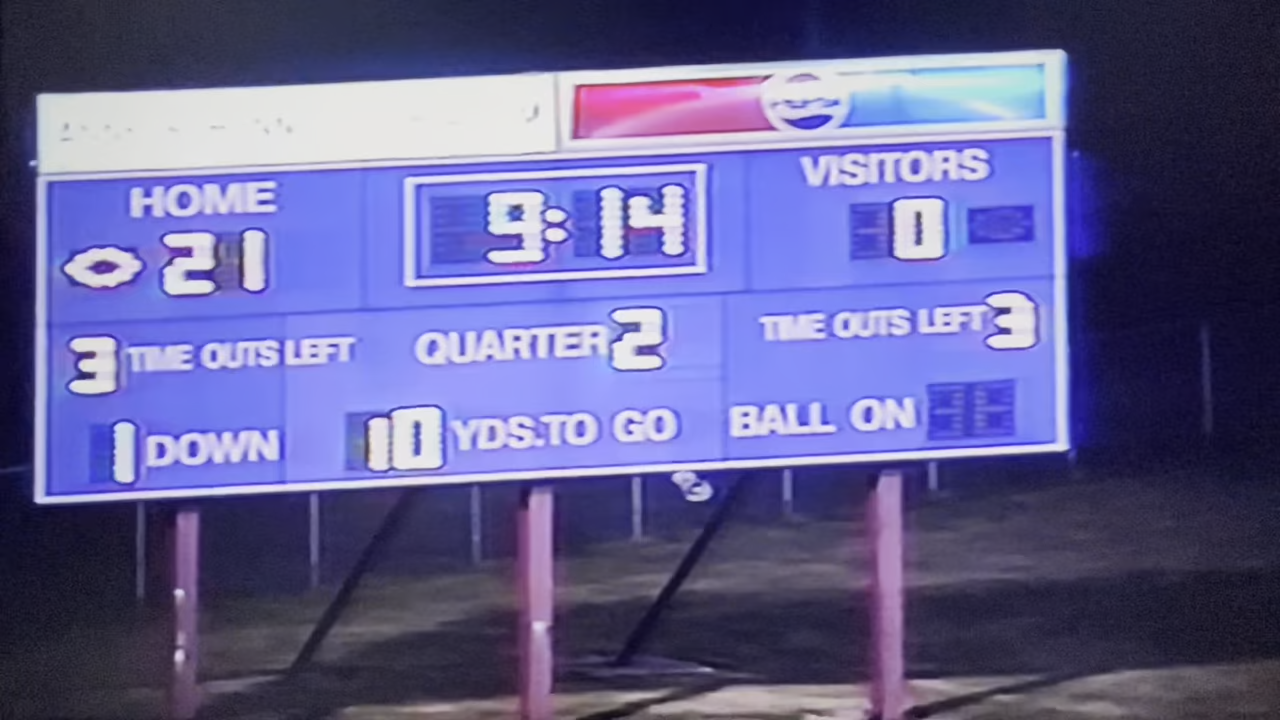 HOME 9:14 VISITORS
21 0
3 TIME OUTS LEFT QUARTER 2 TIME OUTS LEFT 3
1 DOWN 10 YDS.TO GO BALL ON